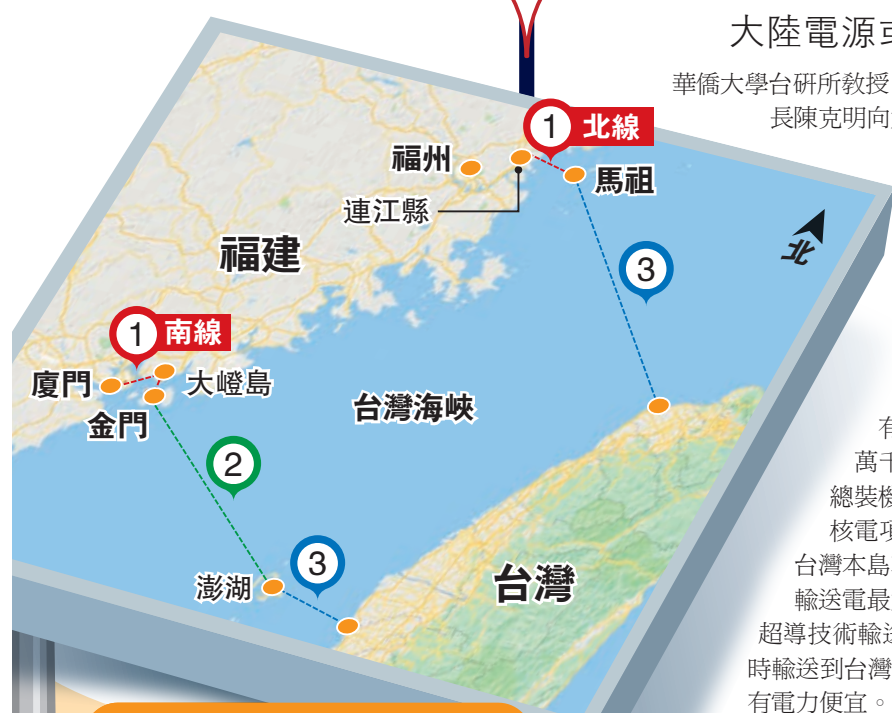 大陸電源
華僑大學台研所教授
長陳克明向
1 北線
福州
馬祖
連江縣
北
福建
3
1 南線
廈門
大嶝島
金門
台灣海峽
2
有
萬千
總裝機
核電項
3
澎湖
台灣
台灣本島
輸送電最
超導技術輸送
時輸送到台灣
有電力便宜。